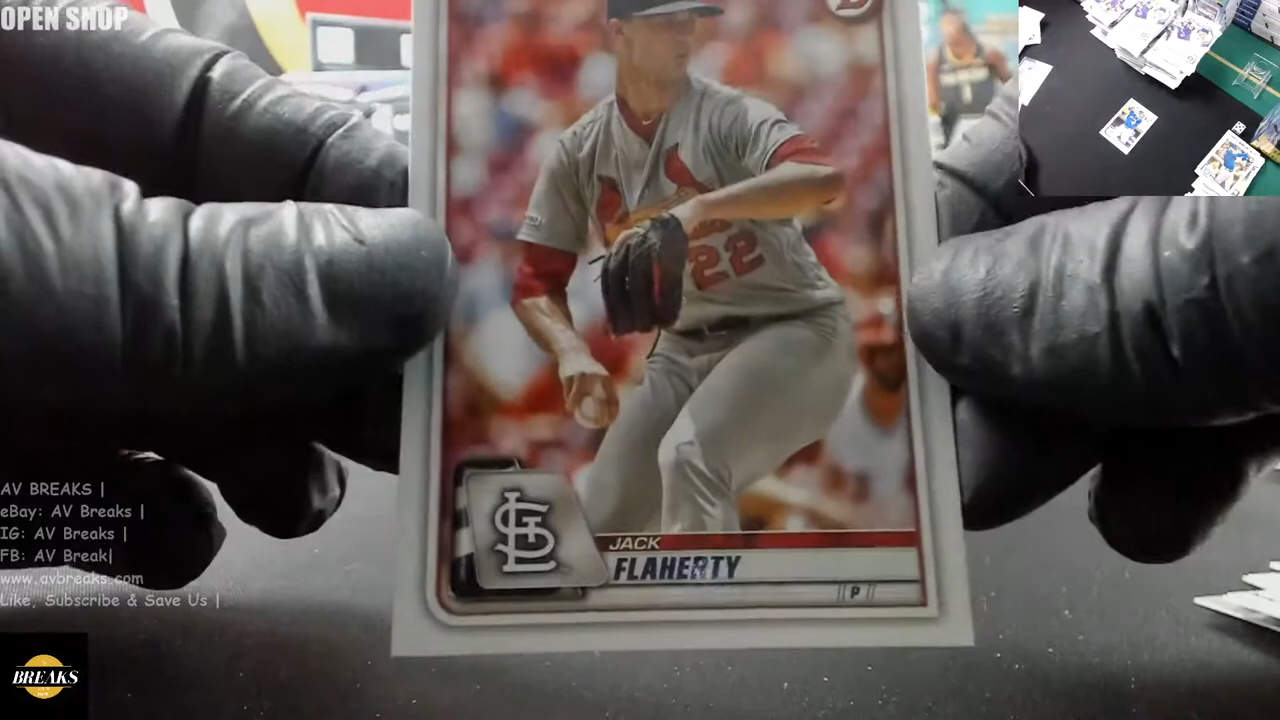 OPEN SHOP
22
JACK
FLAHERTY
P
AV BREAKS |
eBay: AV Breaks |
IG: AV Breaks |
FB: AV Break|
www.avbreaks.com
Like, Subscribe & Save Us |
BREAKS